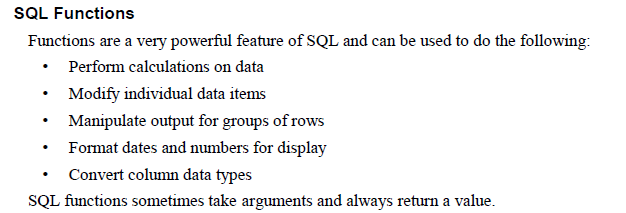 SQL Functions
Functions are a very powerful feature of SQL and can be used to do the following:
• Perform calculations on data
• Modify individual data items
• Manipulate output for groups of rows
• Format dates and numbers for display
• Convert column data types
SQL functions sometimes take arguments and always return a value.